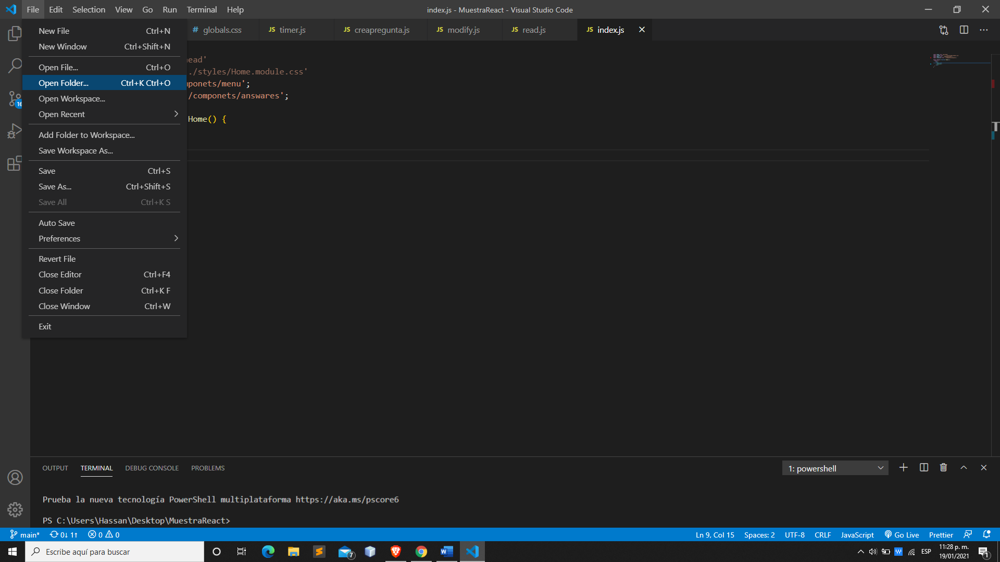 File Edit Selection View Go Run Terminal Help
index.js - MuestraReact - Visual Studio Code
New File Ctrl+N
New Window Ctrl+Shift+N
Open File... Ctrl+O
Open Folder... Ctrl+K Ctrl+O
Open Workspace...
Open Recent
Add Folder to Workspace...
Save Workspace As...
Save Ctrl+S
Save As... Ctrl+Shift+S
Save All Ctrl+K S
Auto Save
Preferences
Revert File
Close Editor Ctrl+F4
Close Folder Ctrl+K F
Close Window Ctrl+W
Exit
# globals.css JS timer.js JS creapregunta.js JS modify.js JS read.js JS index.js
ead'
./styles/Home.module.css'
ponets/menu';
/componets/answares';
Home() {
16
OUTPUT TERMINAL DEBUG CONSOLE PROBLEMS
1: powershell
Prueba la nueva tecnología PowerShell multiplataforma https://aka.ms/pscore6
PS C:\Users\Hassan\Desktop\MuestraReact>
main* 0↓ 1↑ 0 0
Ln 9, Col 15 Spaces: 2 UTF-8 CRLF JavaScript Go Live Prettier
Escribe aquí para buscar
7
ESP
11:28 p. m.
19/01/2021
1